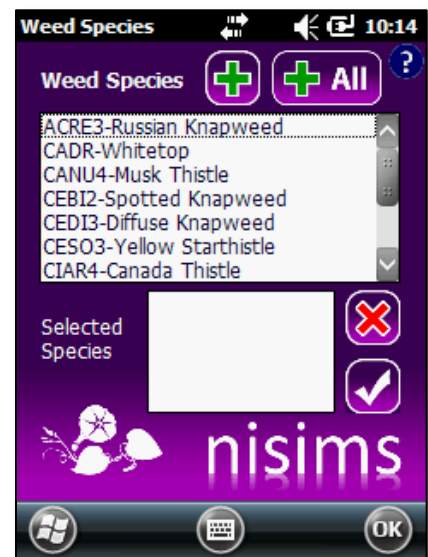 Weed Species 10:14
Weed Species All ?
ACRE3-Russian Knapweed
CADR-Whitetop
CANU4-Musk Thistle
CEBI2-Spotted Knapweed
CEDI3-Diffuse Knapweed
CESO3-Yellow Starthistle
CIAR4-Canada Thistle
Selected
Species
nisims
OK